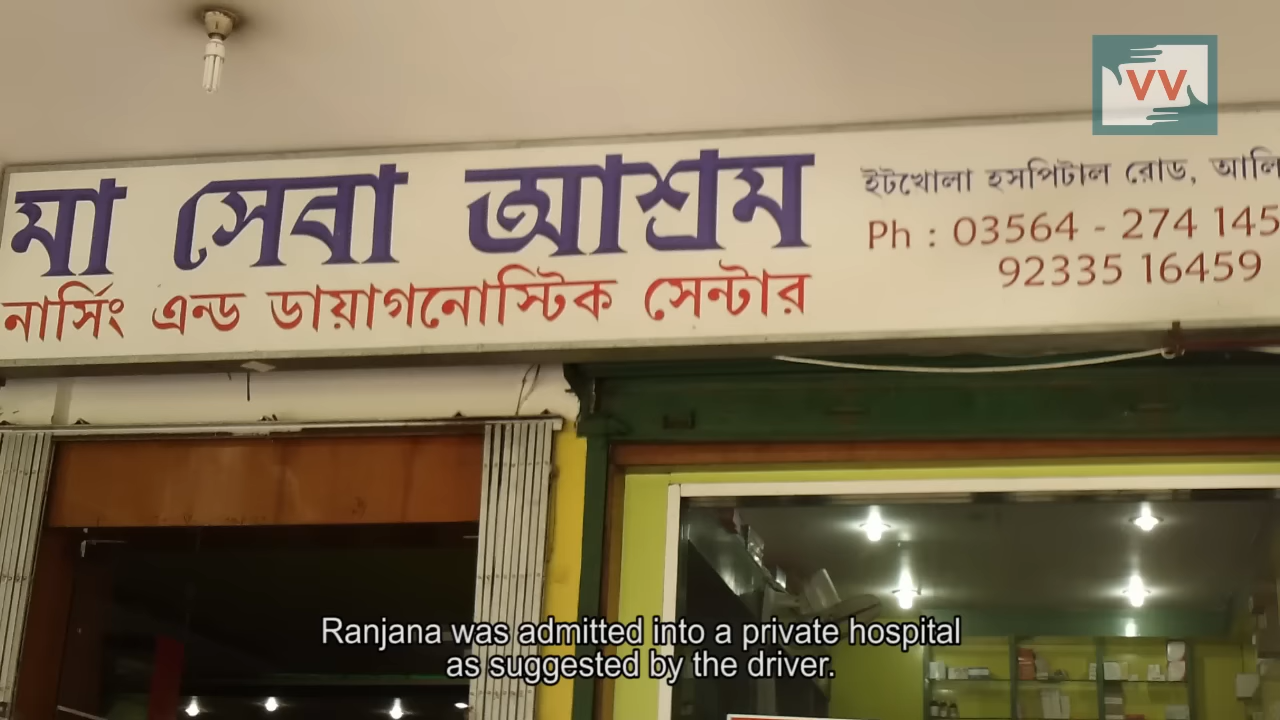 VV
মা সেবা আশ্রম
নার্সিং এন্ড ডায়াগনোস্টিক সেন্টার
ইটখোলা হসপিটাল রোড, আলি
Ph : 03564 - 274 145
92335 16459
Ranjana was admitted into a private hospital
as suggested by the driver.